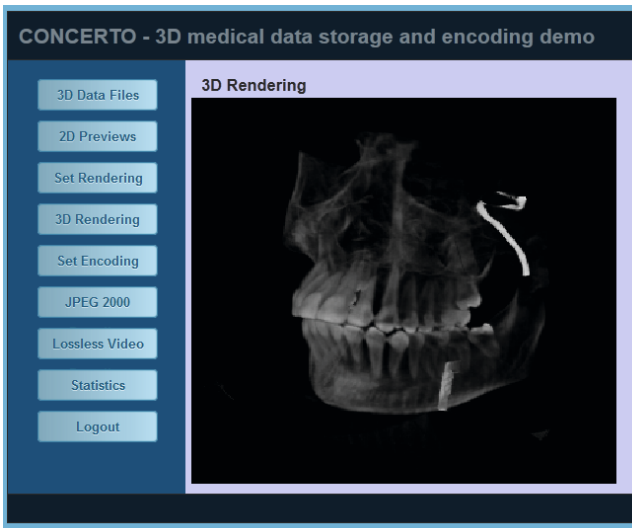 CONCERTO - 3D medical data storage and encoding demo
3D Data Files
2D Previews
Set Rendering
3D Rendering
Set Encoding
JPEG 2000
Lossless Video
Statistics
Logout
3D Rendering